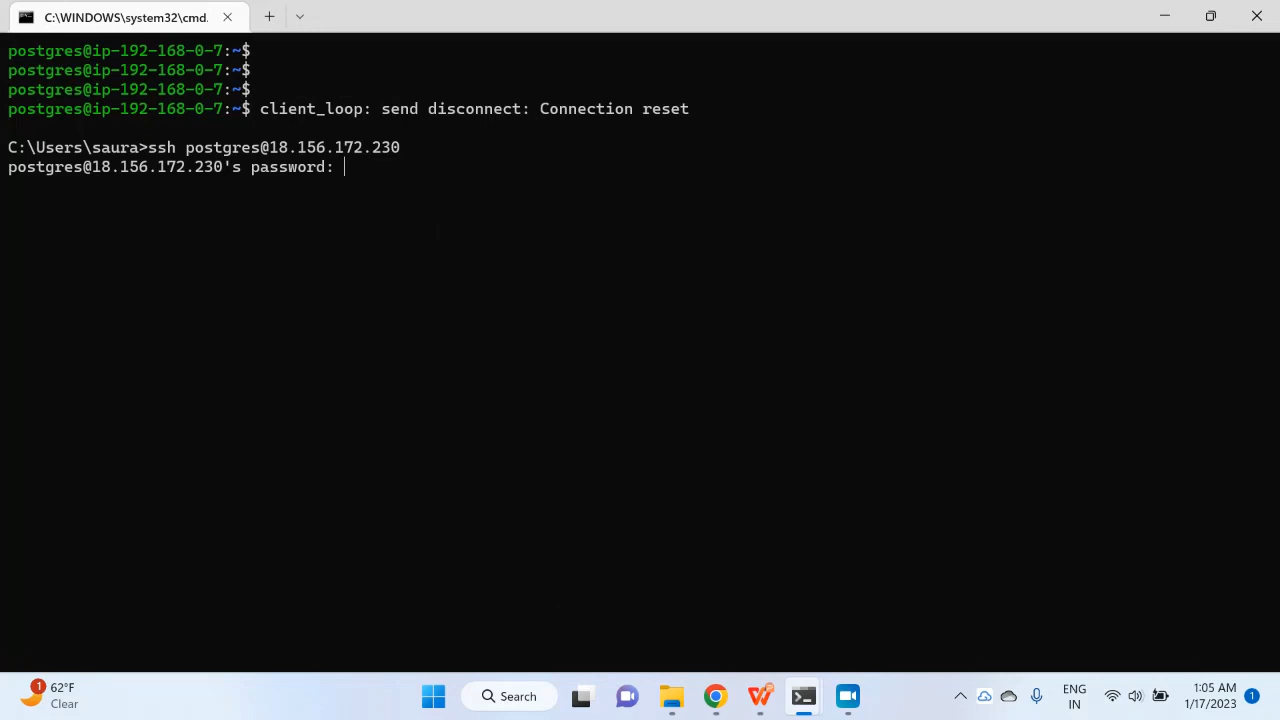 C:\WINDOWS\system32\cmd.
postgres@ip-192-168-0-7:~$
postgres@ip-192-168-0-7:~$
postgres@ip-192-168-0-7:~$
postgres@ip-192-168-0-7:~$ client_loop: send disconnect: Connection reset
C:\Users\saura>ssh postgres@18.156.172.230
postgres@18.156.172.230's password:
1
62°F
Clear
Search
ENG
IN
1:05 AM
1/17/2023
1